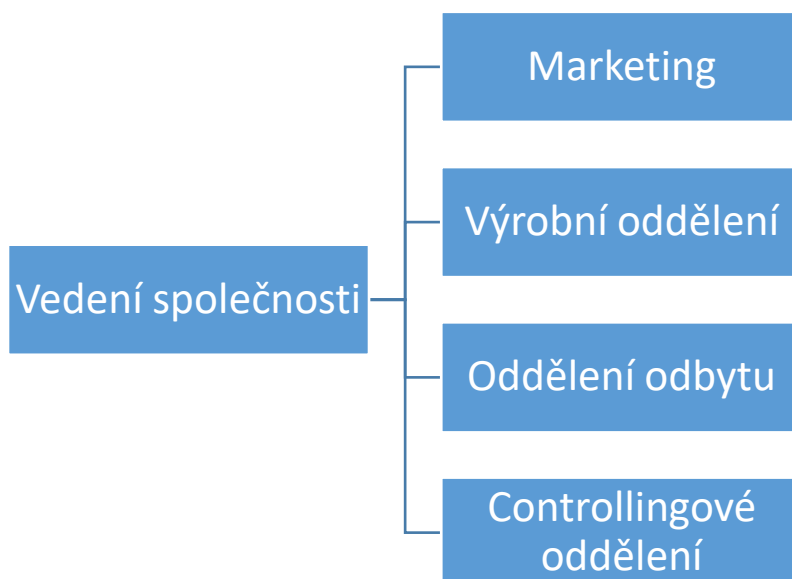 Marketing
Výrobní oddělení
Vedení společnosti
Oddělení odbytu
Controllingové
oddělení